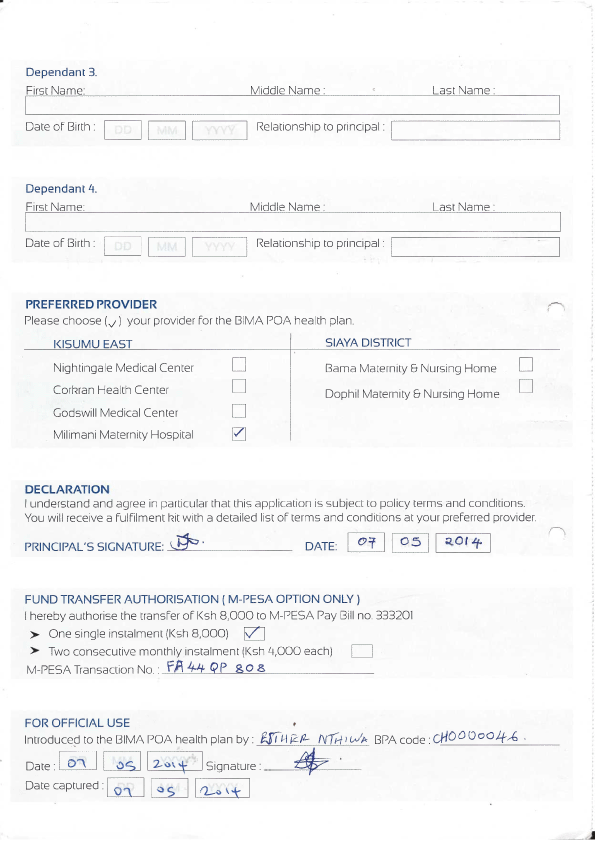 Dependant 3.
First Name: Middle Name : Last Name :
Date of Birth : DD MM YYYY Relationship to principal :
Dependant 4.
First Name: Middle Name : Last Name :
Date of Birth : DD MM YYYY Relationship to principal :
PREFERRED PROVIDER
Please choose (✓) your provider for the BIMA POA health plan.
KISUMU EAST SIAYA DISTRICT
Nightingale Medical Center Bama Maternity & Nursing Home
Corkran Health Center Dophil Maternity & Nursing Home
Godswill Medical Center
Milimani Maternity Hospital ✓
DECLARATION
I understand and agree in particular that this application is subject to policy terms and conditions.
You will receive a fulfilment kit with a detailed list of terms and conditions at your preferred provider.
PRINCIPAL'S SIGNATURE: DATE: 07 05 2014
FUND TRANSFER AUTHORISATION ( M-PESA OPTION ONLY )
I hereby authorise the transfer of Ksh 8,000 to M-PESA Pay Bill no. 333201
➤ One single instalment (Ksh 8,000) ✓
➤ Two consecutive monthly instalment (Ksh 4,000 each)
M-PESA Transaction No. : FA44QP 808
FOR OFFICIAL USE
Introduced to the BIMA POA health plan by : ESTHER NTHIWA BPA code : CH0000046.
Date : 07 05 2014 Signature :
Date captured : 07 05 2014